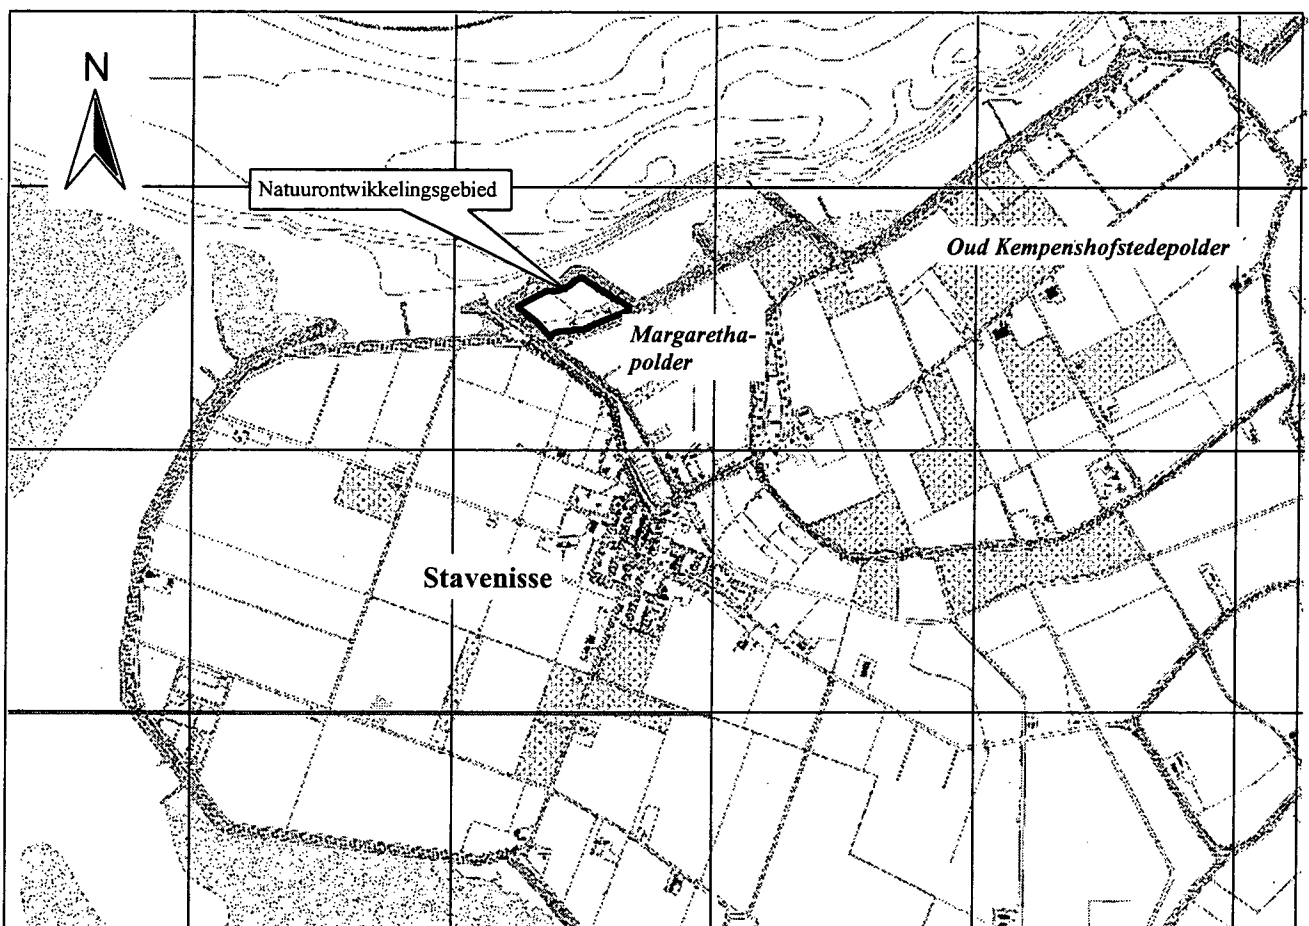 N
Natuurontwikkelingsgebied
Oud Kempenshofstedepolder
Margaretha-
polder
Stavenisse